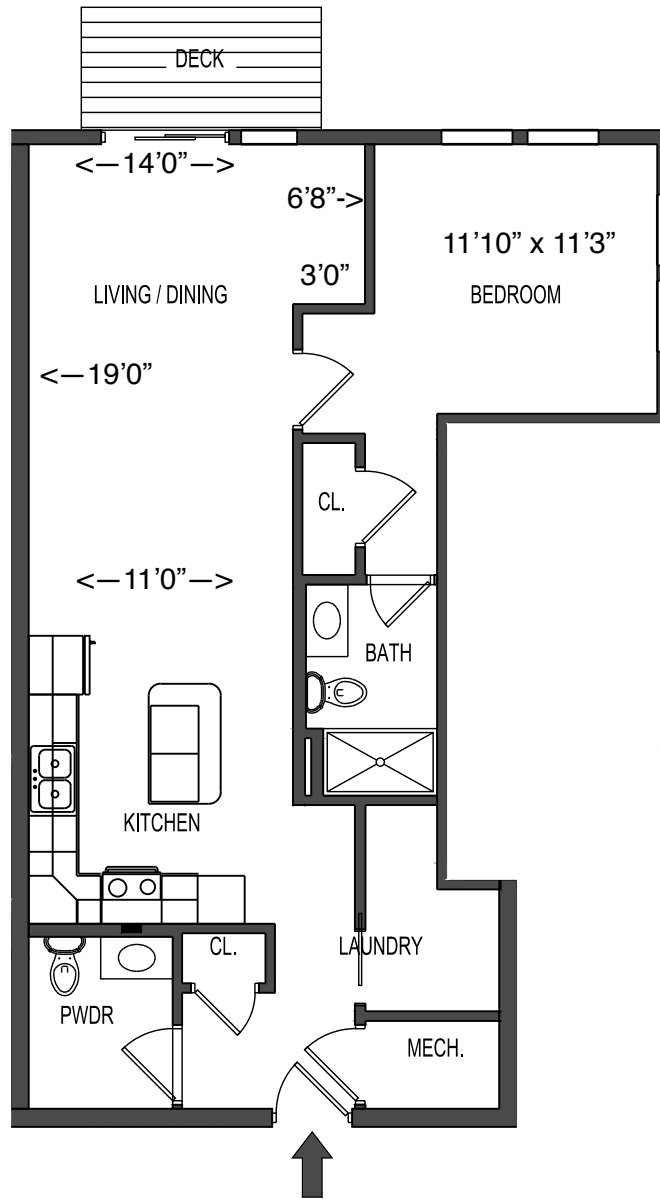 DECK
<—14’0”—>
6’8”->
11’10” x 11’3”
3’0”
LIVING / DINING
BEDROOM
<—19’0”
CL.
<—11’0”—>
BATH
KITCHEN
CL.
LAUNDRY
PWDR
MECH.